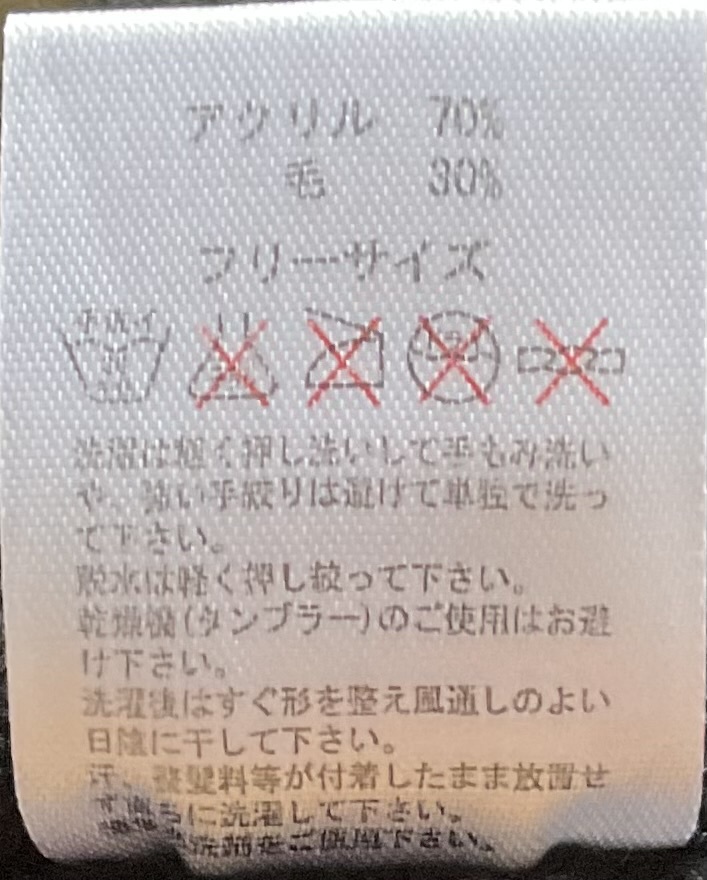 アクリル 70%
毛 30%
フリーサイズ
手洗イ
洗濯は軽く押し洗いして手もみ洗い
や、強い手絞りは避けて単独で洗っ
て下さい。
脱水は軽く押し絞って下さい。
乾燥機(タンブラー)のご使用はお避
け下さい。
洗濯後はすぐ形を整え風通しのよい
日陰に干して下さい。
汗、整髪料等が付着したまま放置せ
ずに洗濯して下さい。
洗剤をご使用下さい。